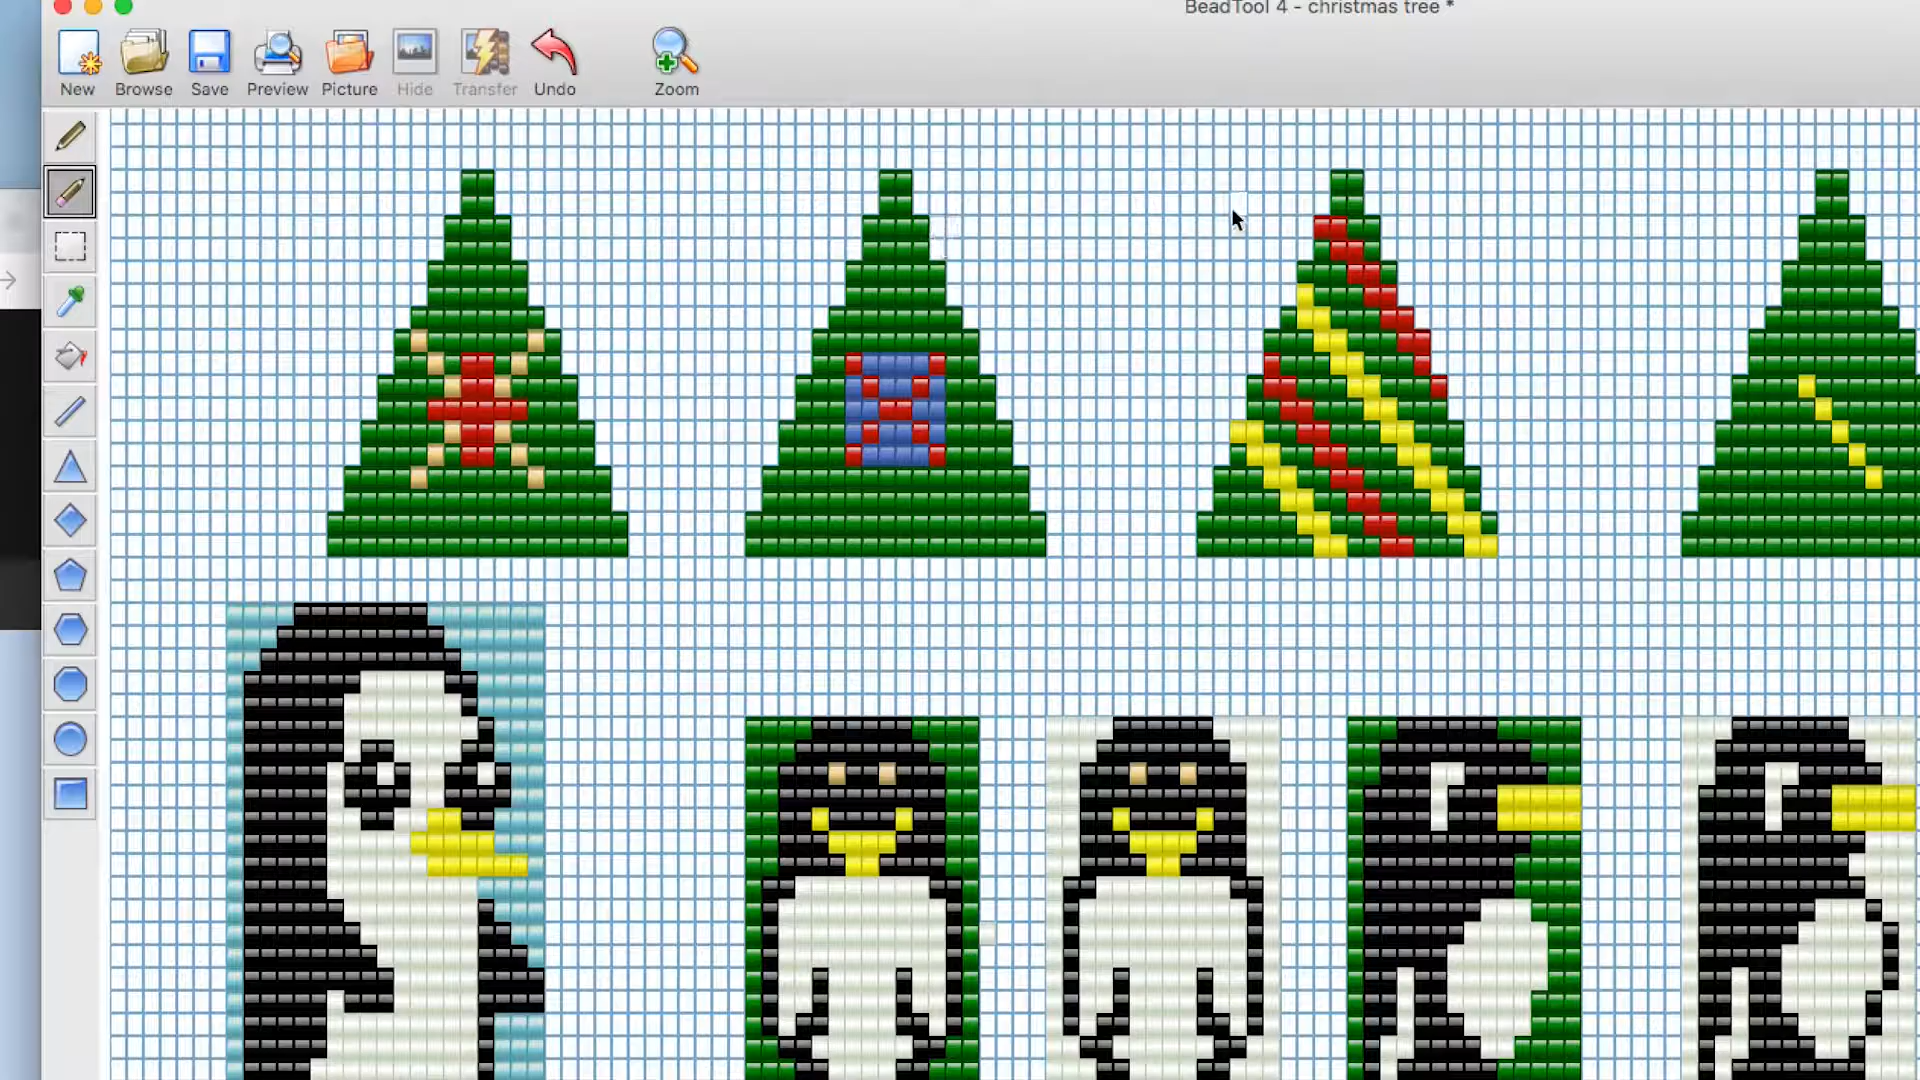 BeadTool 4 - christmas tree *
New Browse Save Preview Picture Hide Transfer Undo Zoom